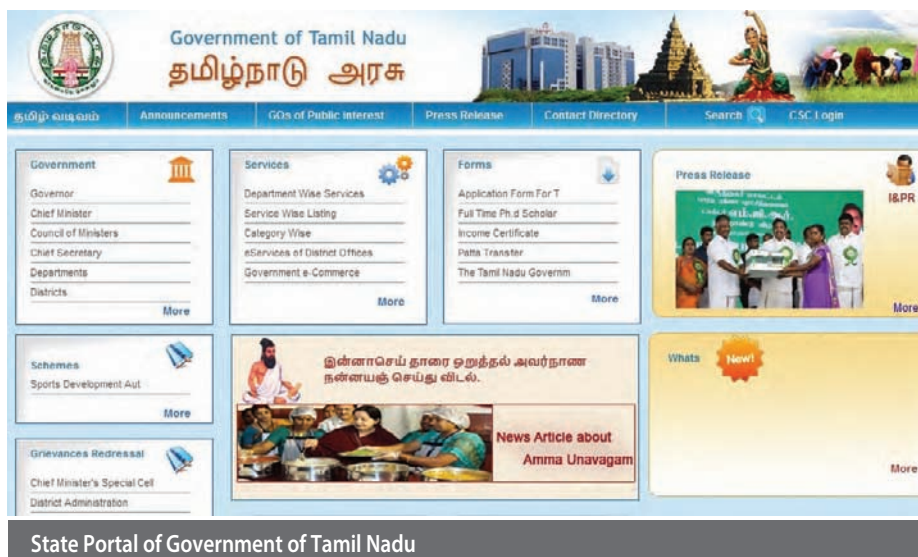 Government of Tamil Nadu
தமிழ்நாடு அரசு
தமிழ் வடிவம் Announcements GOs of Public Interest Press Release Contact Directory Search CSC Login
Government
Governor
Chief Minister
Council of Ministers
Chief Secretary
Departments
Districts
More
Services
Department Wise Services
Service Wise Listing
Category Wise
eServices of District Offices
Government e-Commerce
More
Forms
Application Form For T
Full Time Ph.d Scholar
Income Certificate
Patta Transfer
The Tamil Nadu Governm
More
Press Release
I&PR
எம்.ஜி.ஆர்.
More
Schemes
Sports Development Aut
More
இன்னாசெய் தாரை ஒறுத்தல் அவர்நாண
நன்னயஞ் செய்து விடல்.
News Article about
Amma Unavagam
Whats New!
More
Grievances Redressal
Chief Minister's Special Cell
District Administration
State Portal of Government of Tamil Nadu